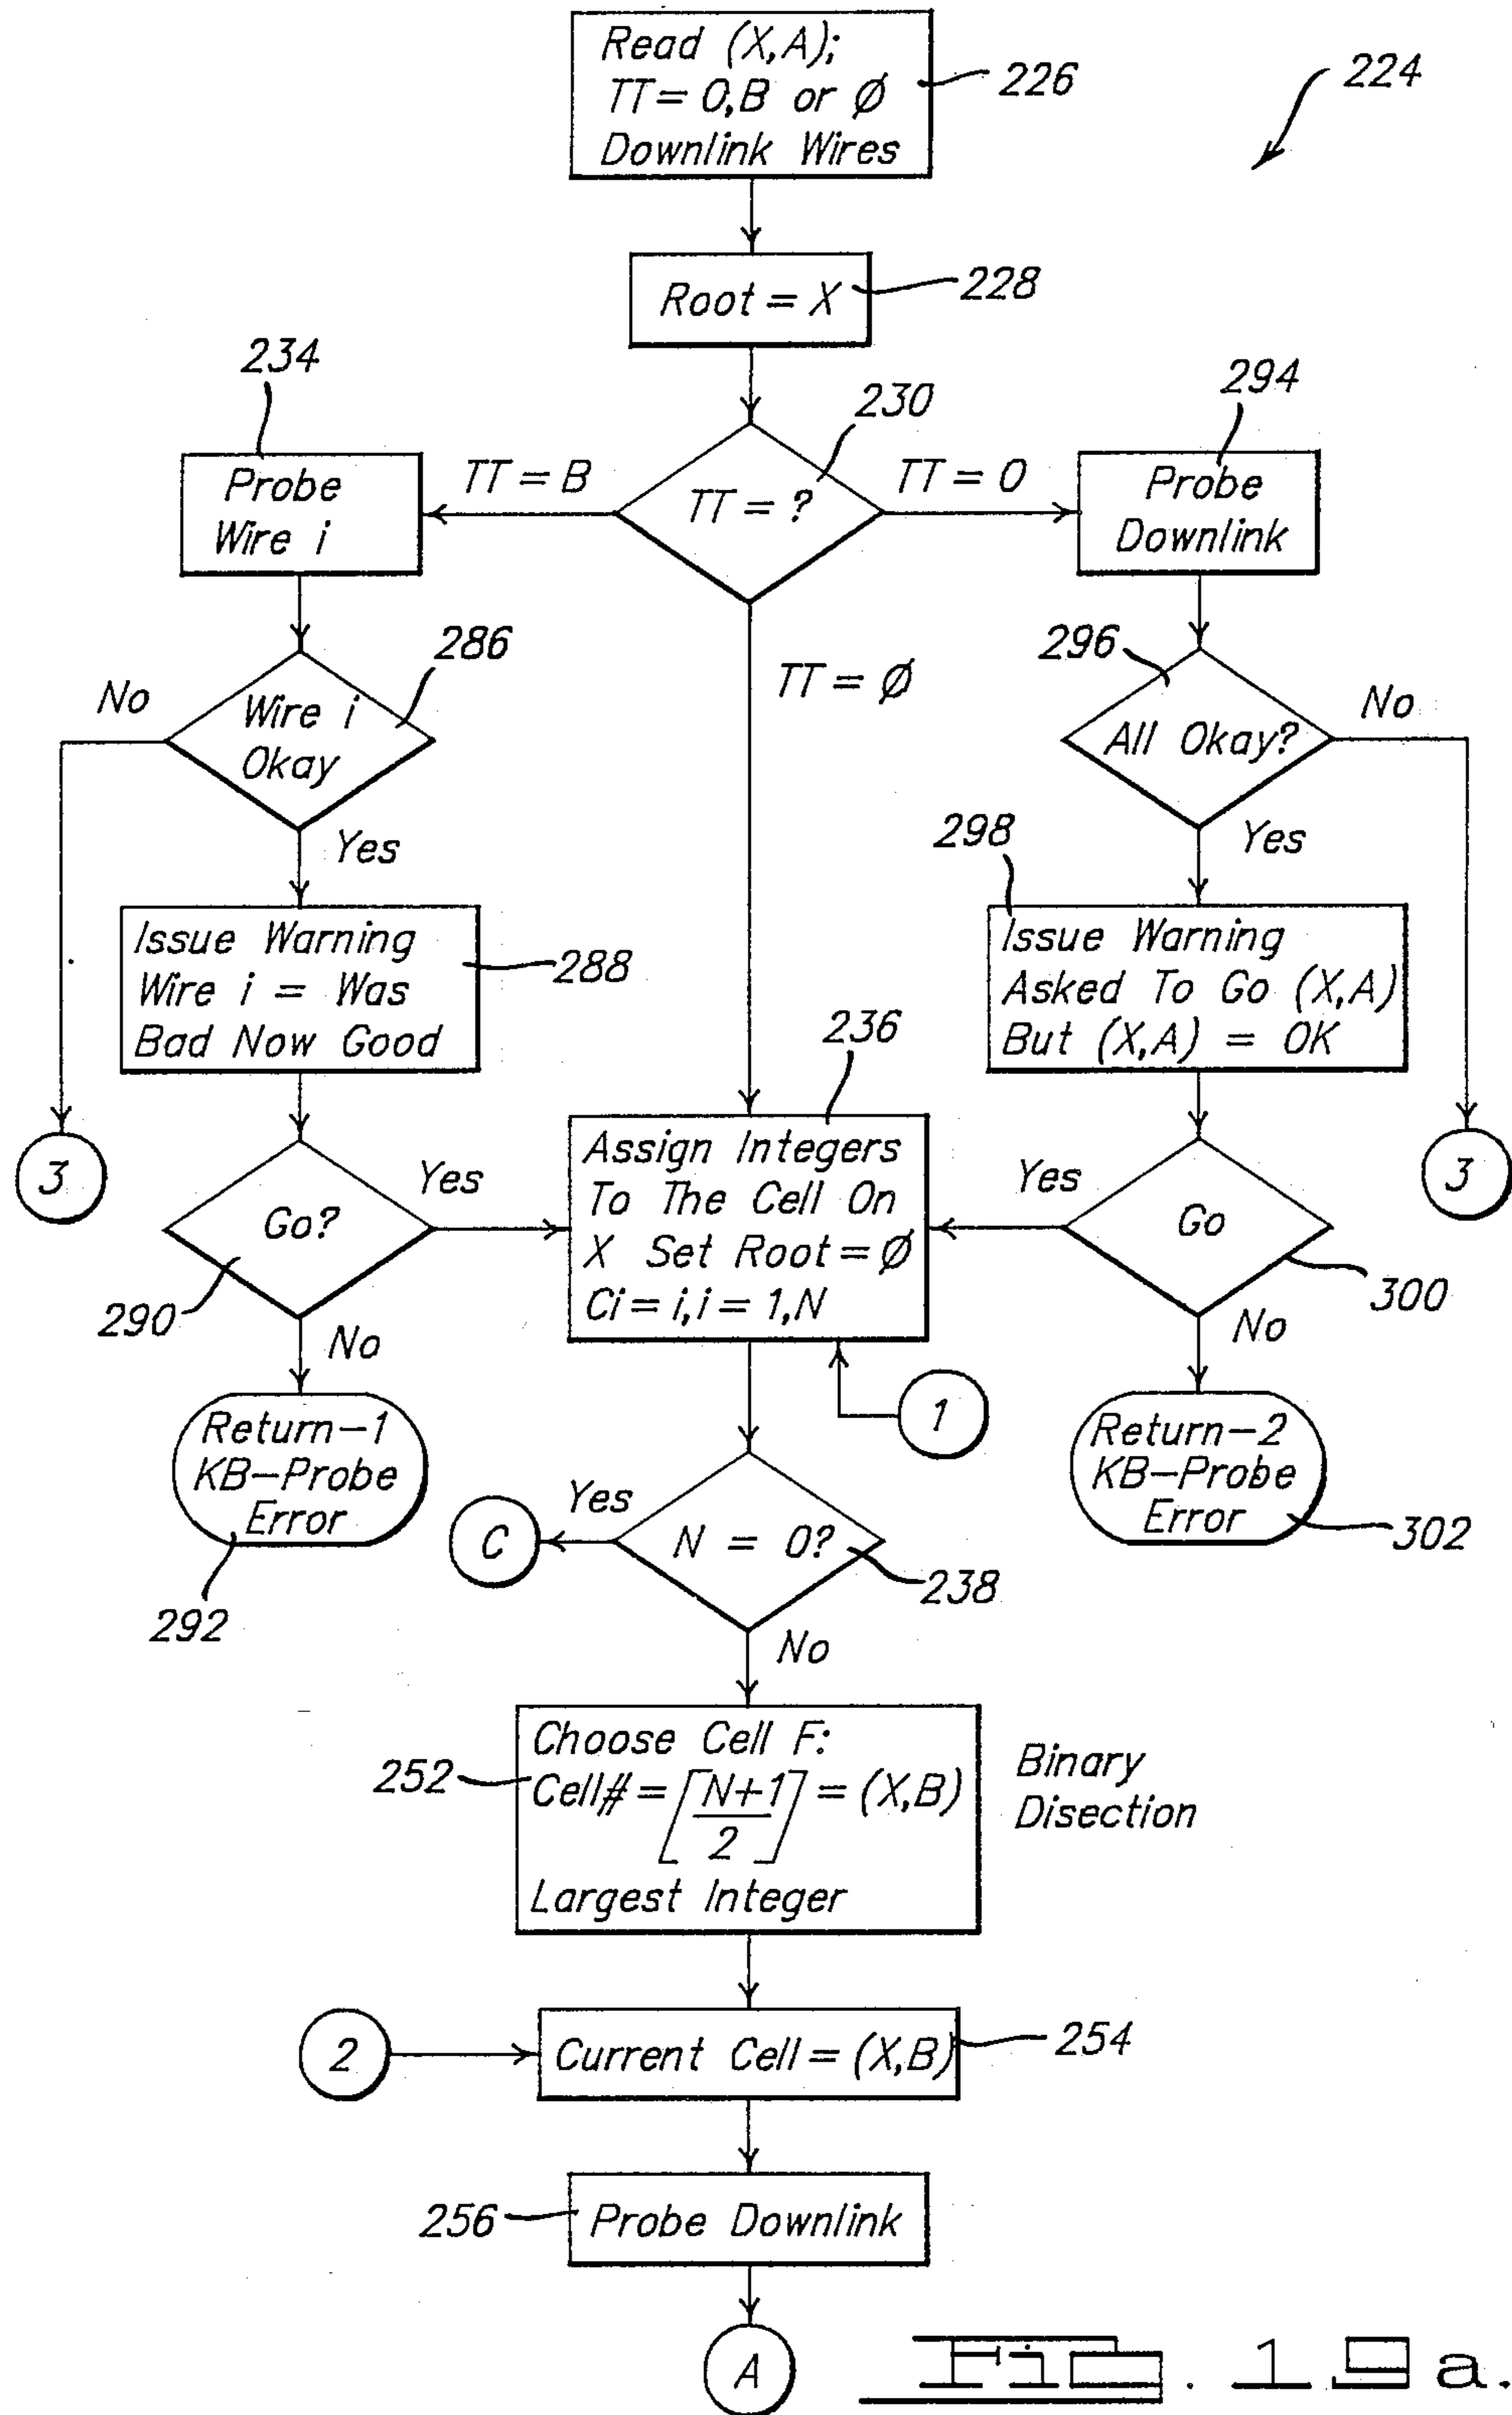 Read (X,A);
TT = 0,B or Ø
Downlink Wires
226
224
Root = X
228
234
230
294
Probe
Wire i
TT = B
TT = ?
TT = 0
Probe
Downlink
286
296
No
Wire i
Okay
TT = Ø
All Okay?
No
Yes
298
Yes
Issue Warning
Wire i = Was
Bad Now Good
288
Issue Warning
Asked To Go (X,A)
But (X,A) = OK
236
3
Go?
Yes
Assign Integers
To The Cell On
X Set Root = Ø
Ci = i, i = 1,N
Yes
Go
3
290
No
300
No
Return-1
KB-Probe
Error
292
1
Return-2
KB-Probe
Error
302
C
Yes
N = 0?
238
No
Choose Cell F:
Cell# = [N+1
2] = (X,B)
Largest Integer
252
Binary
Disection
2
Current Cell = (X,B)
254
256
Probe Downlink
A
FIG. 19a.